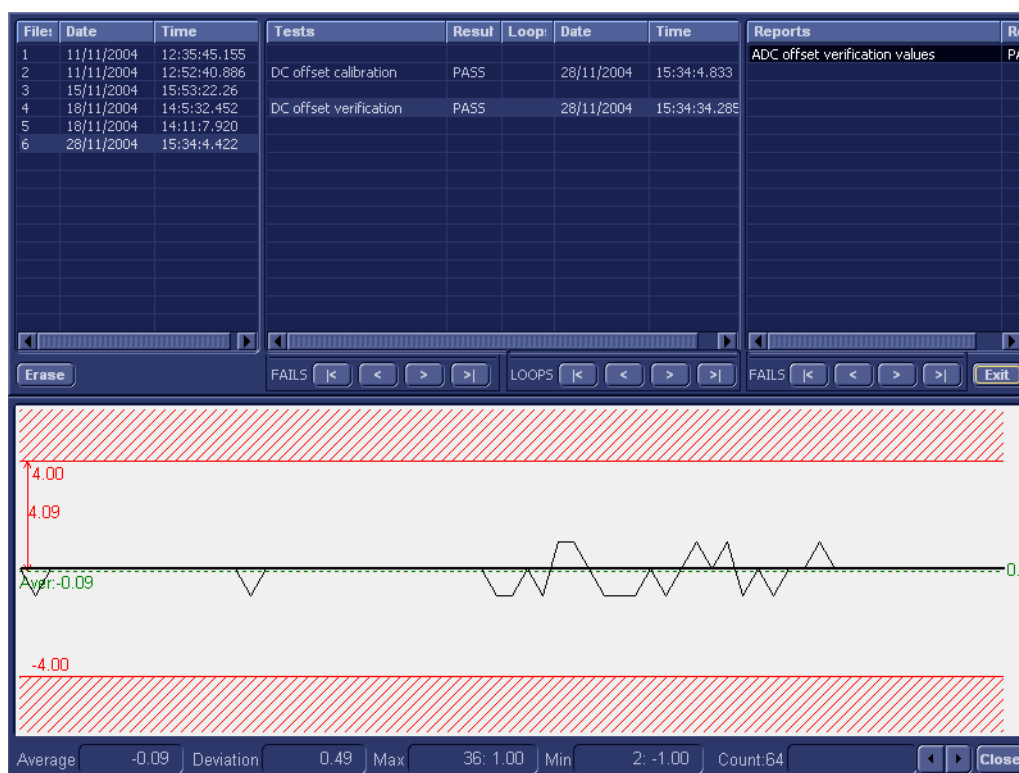 File: Date Time Tests Result Loop: Date Time Reports Re
1 11/11/2004 12:35:45.155 ADC offset verification values PA
2 11/11/2004 12:52:40.886 DC offset calibration PASS 28/11/2004 15:34:4.833
3 15/11/2004 15:53:22.26
4 18/11/2004 14:5:32.452 DC offset verification PASS 28/11/2004 15:34:34.285
5 18/11/2004 14:11:7.920
6 28/11/2004 15:34:4.422
Erase FAILS |< < > >| LOOPS |< < > >| FAILS |< < > >| Exit
4.00
4.09
Aver:-0.09 0.
-4.00
Average -0.09 Deviation 0.49 Max 36: 1.00 Min 2: -1.00 Count:64 Close